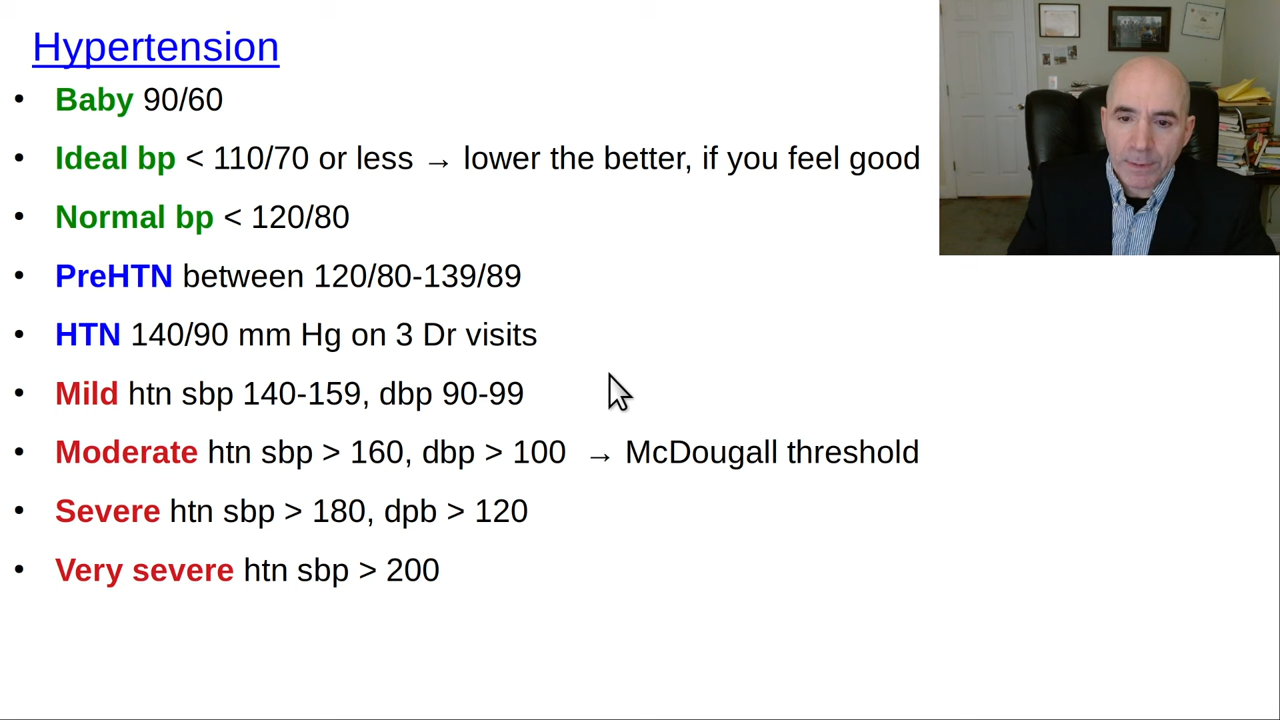 Hypertension
• Baby 90/60
• Ideal bp < 110/70 or less → lower the better, if you feel good
• Normal bp < 120/80
• PreHTN between 120/80-139/89
• HTN 140/90 mm Hg on 3 Dr visits
• Mild htn sbp 140-159, dbp 90-99
• Moderate htn sbp > 160, dbp > 100 → McDougall threshold
• Severe htn sbp > 180, dpb > 120
• Very severe htn sbp > 200